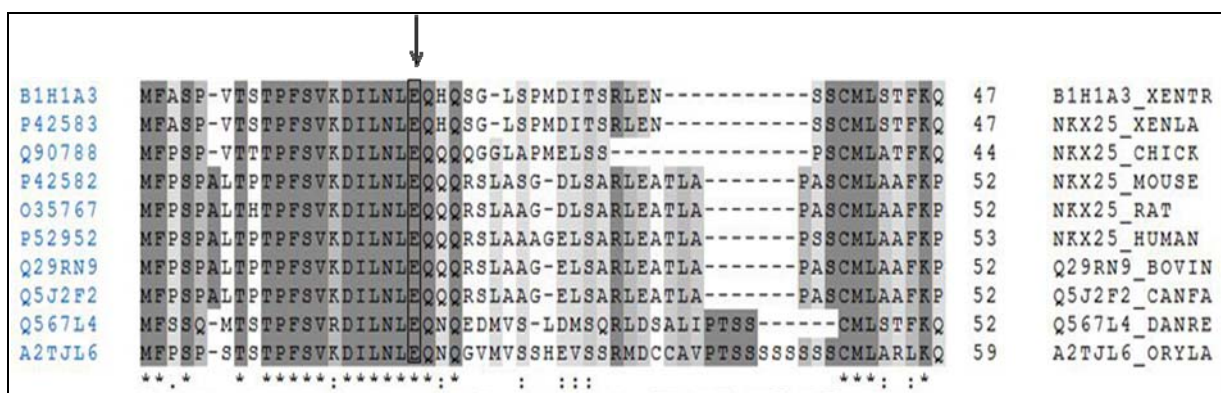 B1H1A3 MFASP-VTSTPFSVKDILNLEQHQSG-LSPMDITSRLEN-----------SSCMLSTFKQ 47 B1H1A3_XENTR
P42583 MFASP-VTSTPFSVKDILNLEQHQSG-LSPMDITSRLEN-----------SSCMLSTFKQ 47 NKX25_XENLA
Q90788 MFPSP-VTTTPFSVKDILNLEQQQQGGLAPMELSS---------------PSCMLATFKQ 44 NKX25_CHICK
P42582 MFPSPALTPTPFSVKDILNLEQQQRSLASG-DLSARLEATLA-------PASCMLAAFKP 52 NKX25_MOUSE
O35767 MFPSPALTHTPFSVKDILNLEQQQRSLAAG-DLSARLEATLA-------PASCMLAAFKP 52 NKX25_RAT
P52952 MFPSPALTPTPFSVKDILNLEQQQRSLAAAGELSARLEATLA-------PSSCMLAAFKP 53 NKX25_HUMAN
Q29RN9 MFPSPALTPTPFSVKDILNLEQQQRSLAAG-ELSARLEATLA-------PASCMLAAFKP 52 Q29RN9_BOVIN
Q5J2F2 MFPSPALTPTPFSVKDILNLEQQQRSLAAG-ELSARLEATLA-------PASCMLAAFKP 52 Q5J2F2_CANFA
Q567L4 MFSSQ-MTSTPFSVRDILNLEQNQEDMVS-LDMSQRLDSALIPTSS------CMLSTFKQ 52 Q567L4_DANRE
A2TJL6 MFPSP-STSTPFSVKDILNLEQNQGVMVSSHEVSSRMDCCAVPTSSSSSSSSCMLARLKQ 59 A2TJL6_ORYLA
**.*   * *****:*******:*    :  :::                  ***: :*